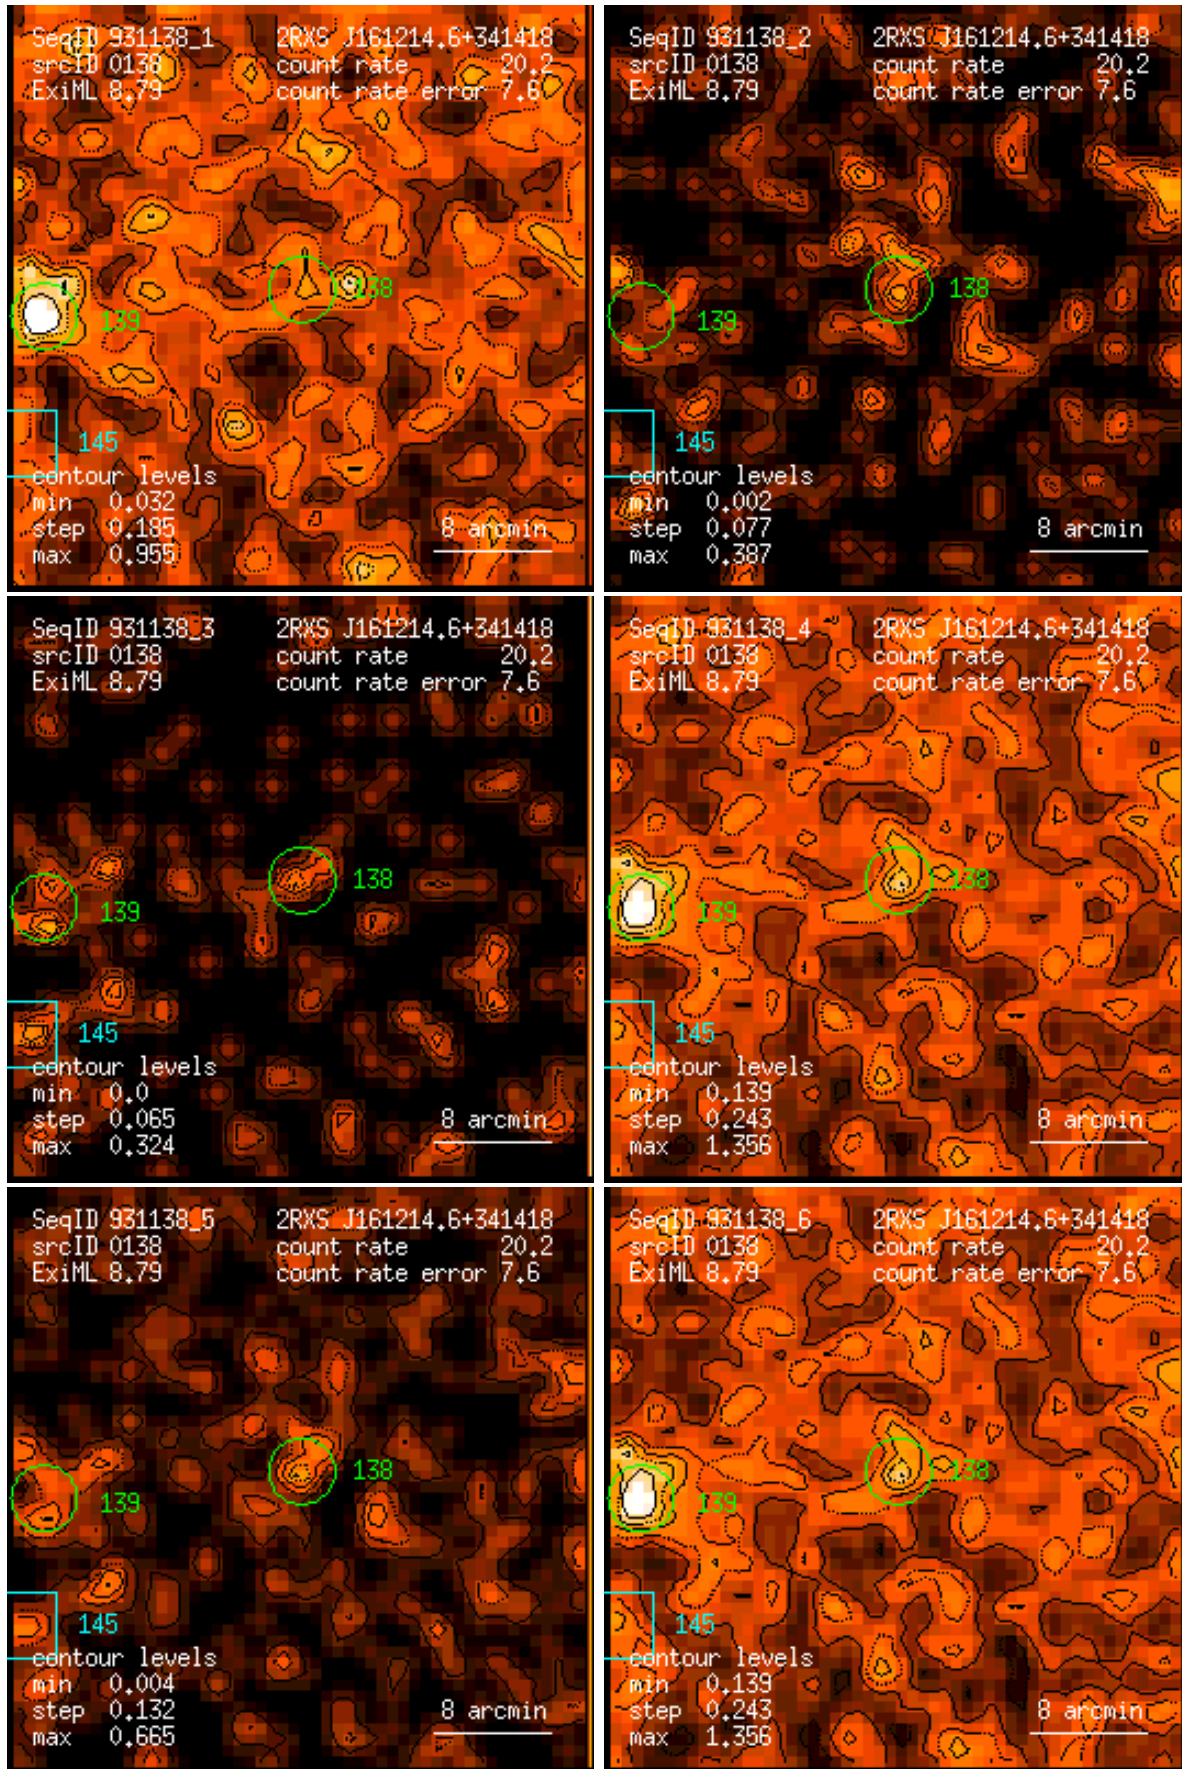 SeqID 931138_1 2RXS J161214.6+341418
srcID 0138 count rate 20.2
ExiML 8.79 count rate error 7.6
138
139
145
contour levels
min 0.032
step 0.185
max 0.955
8 arcmin
SeqID 931138_2 2RXS J161214.6+341418
srcID 0138 count rate 20.2
ExiML 8.79 count rate error 7.6
138
139
145
contour levels
min 0.002
step 0.077
max 0.387
8 arcmin
SeqID 931138_3 2RXS J161214.6+341418
srcID 0138 count rate 20.2
ExiML 8.79 count rate error 7.6
138
139
145
contour levels
min 0.0
step 0.065
max 0.324
8 arcmin
SeqID 931138_4 2RXS J161214.6+341418
srcID 0138 count rate 20.2
ExiML 8.79 count rate error 7.6
138
139
145
contour levels
min 0.139
step 0.243
max 1.356
8 arcmin
SeqID 931138_5 2RXS J161214.6+341418
srcID 0138 count rate 20.2
ExiML 8.79 count rate error 7.6
138
139
145
contour levels
min 0.004
step 0.132
max 0.665
8 arcmin
SeqID 931138_6 2RXS J161214.6+341418
srcID 0138 count rate 20.2
ExiML 8.79 count rate error 7.6
138
139
145
contour levels
min 0.139
step 0.243
max 1.356
8 arcmin